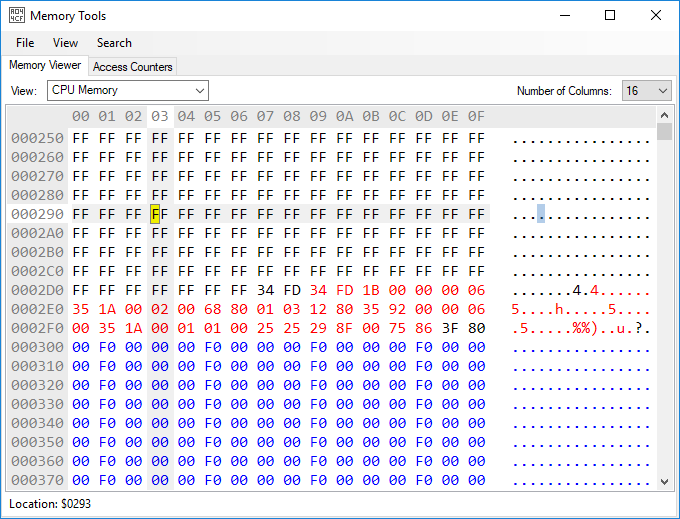 AD4 4CF Memory Tools
File View Search
Memory Viewer Access Counters
View: CPU Memory Number of Columns: 16
00 01 02 03 04 05 06 07 08 09 0A 0B 0C 0D 0E 0F
000250 FF FF FF FF FF FF FF FF FF FF FF FF FF FF FF FF ................
000260 FF FF FF FF FF FF FF FF FF FF FF FF FF FF FF FF ................
000270 FF FF FF FF FF FF FF FF FF FF FF FF FF FF FF FF ................
000280 FF FF FF FF FF FF FF FF FF FF FF FF FF FF FF FF ................
000290 FF FF FF FF FF FF FF FF FF FF FF FF FF FF FF FF ................
0002A0 FF FF FF FF FF FF FF FF FF FF FF FF FF FF FF FF ................
0002B0 FF FF FF FF FF FF FF FF FF FF FF FF FF FF FF FF ................
0002C0 FF FF FF FF FF FF FF FF FF FF FF FF FF FF FF FF ................
0002D0 FF FF FF FF FF FF FF 34 FD 34 FD 1B 00 00 00 06 .......4.4......
0002E0 35 1A 00 02 00 68 80 01 03 12 80 35 92 00 00 06 5....h.....5....
0002F0 00 35 1A 00 01 01 00 25 25 29 8F 00 75 86 3F 80 .5.....%%)..u.?.
000300 00 F0 00 00 00 F0 00 00 00 F0 00 00 00 F0 00 00 ................
000310 00 F0 00 00 00 F0 00 00 00 F0 00 00 00 F0 00 00 ................
000320 00 F0 00 00 00 F0 00 00 00 F0 00 00 00 F0 00 00 ................
000330 00 F0 00 00 00 F0 00 00 00 F0 00 00 00 F0 00 00 ................
000340 00 F0 00 00 00 F0 00 00 00 F0 00 00 00 F0 00 00 ................
000350 00 F0 00 00 00 F0 00 00 00 F0 00 00 00 F0 00 00 ................
000360 00 F0 00 00 00 F0 00 00 00 F0 00 00 00 F0 00 00 ................
000370 00 F0 00 00 00 F0 00 00 00 F0 00 00 00 F0 00 00 ................
Location: $0293